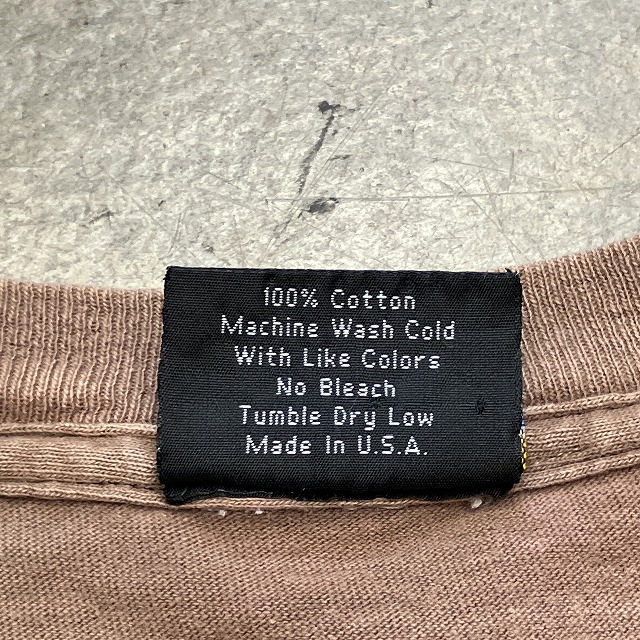 100% Cotton
Machine Wash Cold
With Like Colors
No Bleach
Tumble Dry Low
Made In U.S.A.